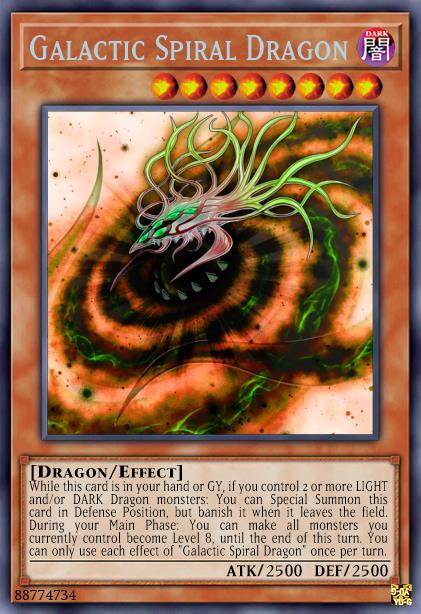 GALACTIC SPIRAL DRAGON
DARK
闇
[DRAGON/EFFECT]
While this card is in your hand or GY, if you control 2 or more LIGHT
and/or DARK Dragon monsters: You can Special Summon this
card in Defense Position, but banish it when it leaves the field.
During your Main Phase: You can make all monsters you
currently control become Level 8, until the end of this turn. You
can only use each effect of "Galactic Spiral Dragon" once per turn.
ATK/2500 DEF/2500
88774734